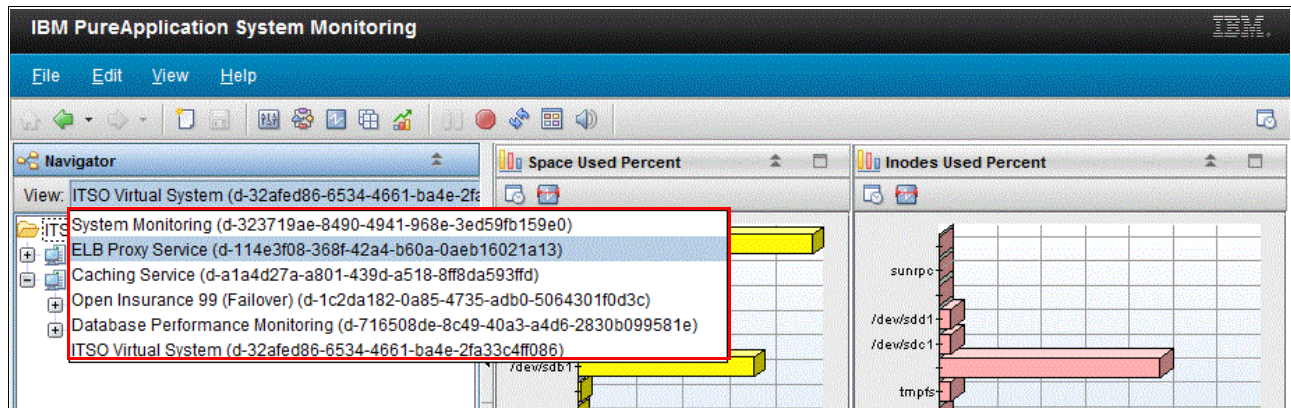 IBM PureApplication System Monitoring
IBM.
File Edit View Help
Navigator
Space Used Percent
Inodes Used Percent
View: ITSO Virtual System (d-32afed86-6534-4661-ba4e-2fa
ITS
System Monitoring (d-323719ae-8490-4941-968e-3ed59fb159e0)
ELB Proxy Service (d-114e3f08-368f-42a4-b60a-0aeb16021a13)
Caching Service (d-a1a4d27a-a801-439d-a518-8ff8da593ffd)
Open Insurance 99 (Failover) (d-1c2da182-0a85-4735-adb0-5064301f0d3c)
Database Performance Monitoring (d-716508de-8c49-40a3-a4d6-2830b099581e)
ITSO Virtual System (d-32afed86-6534-4661-ba4e-2fa33c4ff086)
/dev/sdb1
sunrpc
/dev/sdd1
/dev/sdc1
tmpfs